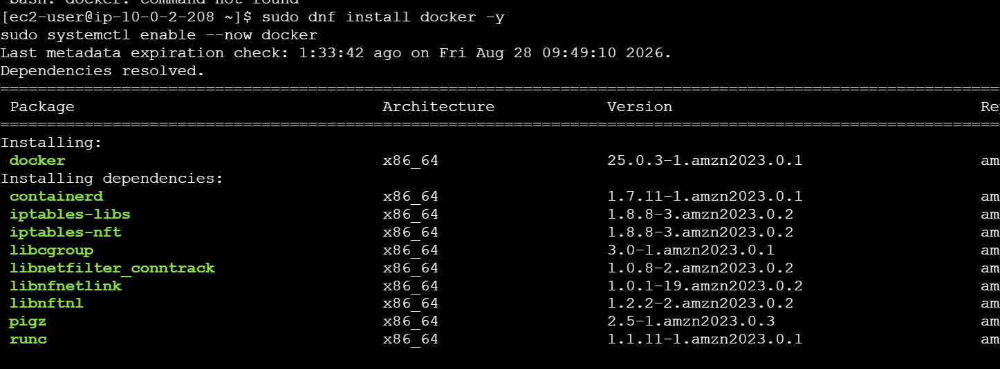 bash: docker: command not found
[ec2-user@ip-10-0-2-208 ~]$ sudo dnf install docker -y
sudo systemctl enable --now docker
Last metadata expiration check: 1:33:42 ago on Fri Aug 28 09:49:10 2026.
Dependencies resolved.
================================================================================
Package Architecture Version Re
================================================================================
Installing:
docker x86_64 25.0.3-1.amzn2023.0.1 am
Installing dependencies:
containerd x86_64 1.7.11-1.amzn2023.0.1 am
iptables-libs x86_64 1.8.8-3.amzn2023.0.2 am
iptables-nft x86_64 1.8.8-3.amzn2023.0.2 am
libcgroup x86_64 3.0-1.amzn2023.0.1 am
libnetfilter_conntrack x86_64 1.0.8-2.amzn2023.0.2 am
libnfnetlink x86_64 1.0.1-19.amzn2023.0.2 am
libnftnl x86_64 1.2.2-2.amzn2023.0.2 am
pigz x86_64 2.5-1.amzn2023.0.3 am
runc x86_64 1.1.11-1.amzn2023.0.1 am